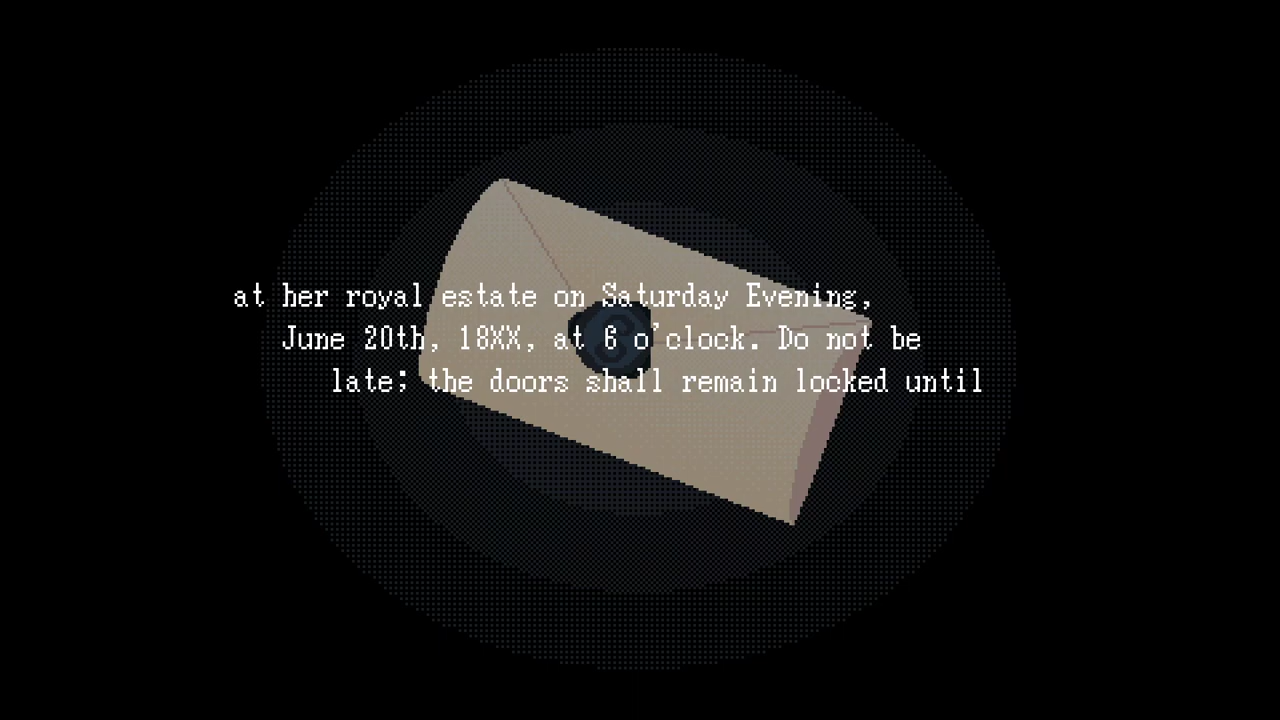 at her royal estate on Saturday Evening,
June 20th, 18XX, at 6 o'clock. Do not be
late; the doors shall remain locked until